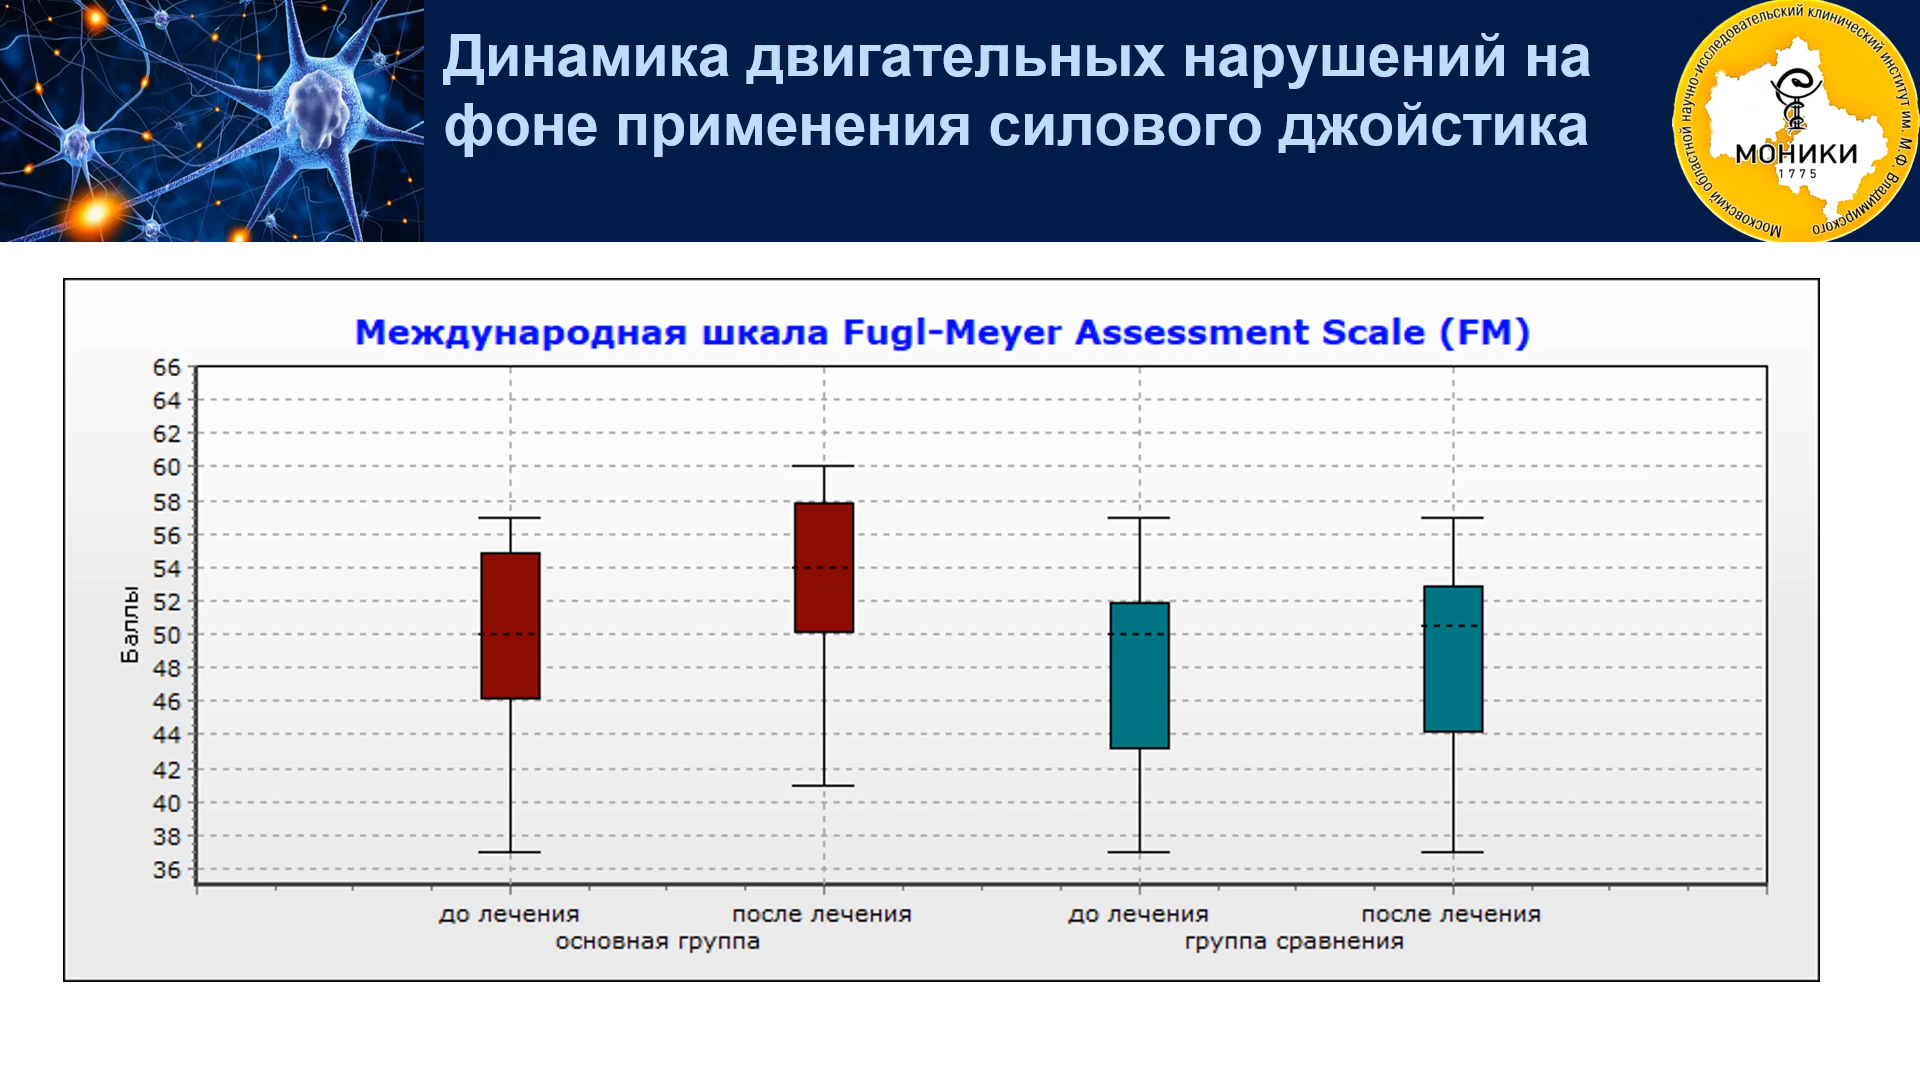 Динамика двигательных нарушений на
фоне применения силового джойстика
Московский областной научно-исследовательский клинический институт им. М.Ф. Владимирского
МОНИКИ
1775
Международная шкала Fugl-Meyer Assessment Scale (FM)
Баллы
66
64
62
60
58
56
54
52
50
48
46
44
42
40
38
36
до лечения после лечения до лечения после лечения
основная группа группа сравнения